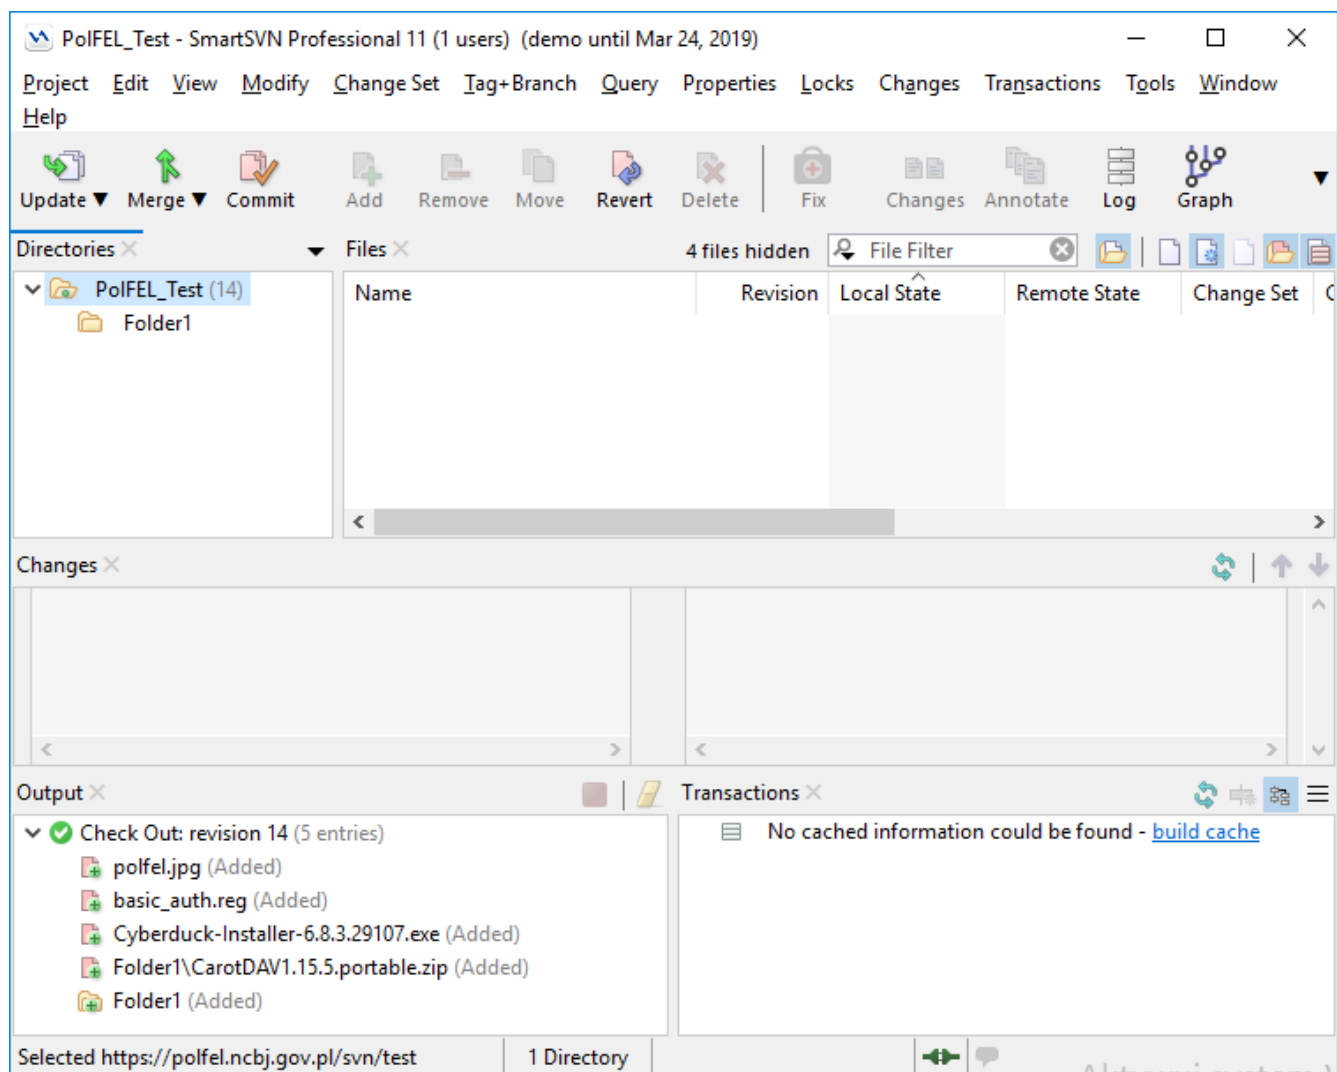 PolFEL_Test - SmartSVN Professional 11 (1 users) (demo until Mar 24, 2019)
Project Edit View Modify Change Set Tag+Branch Query Properties Locks Changes Transactions Tools Window
Help
Update Merge Commit Add Remove Move Revert Delete Fix Changes Annotate Log Graph
Directories Files 4 files hidden File Filter
PolFEL_Test (14)
Folder1
Name Revision Local State Remote State Change Set
Changes
Output Transactions
Check Out: revision 14 (5 entries)
polfel.jpg (Added)
basic_auth.reg (Added)
Cyberduck-Installer-6.8.3.29107.exe (Added)
Folder1\CarotDAV1.15.5.portable.zip (Added)
Folder1 (Added)
No cached information could be found - build cache
Selected https://polfel.ncbj.gov.pl/svn/test 1 Directory